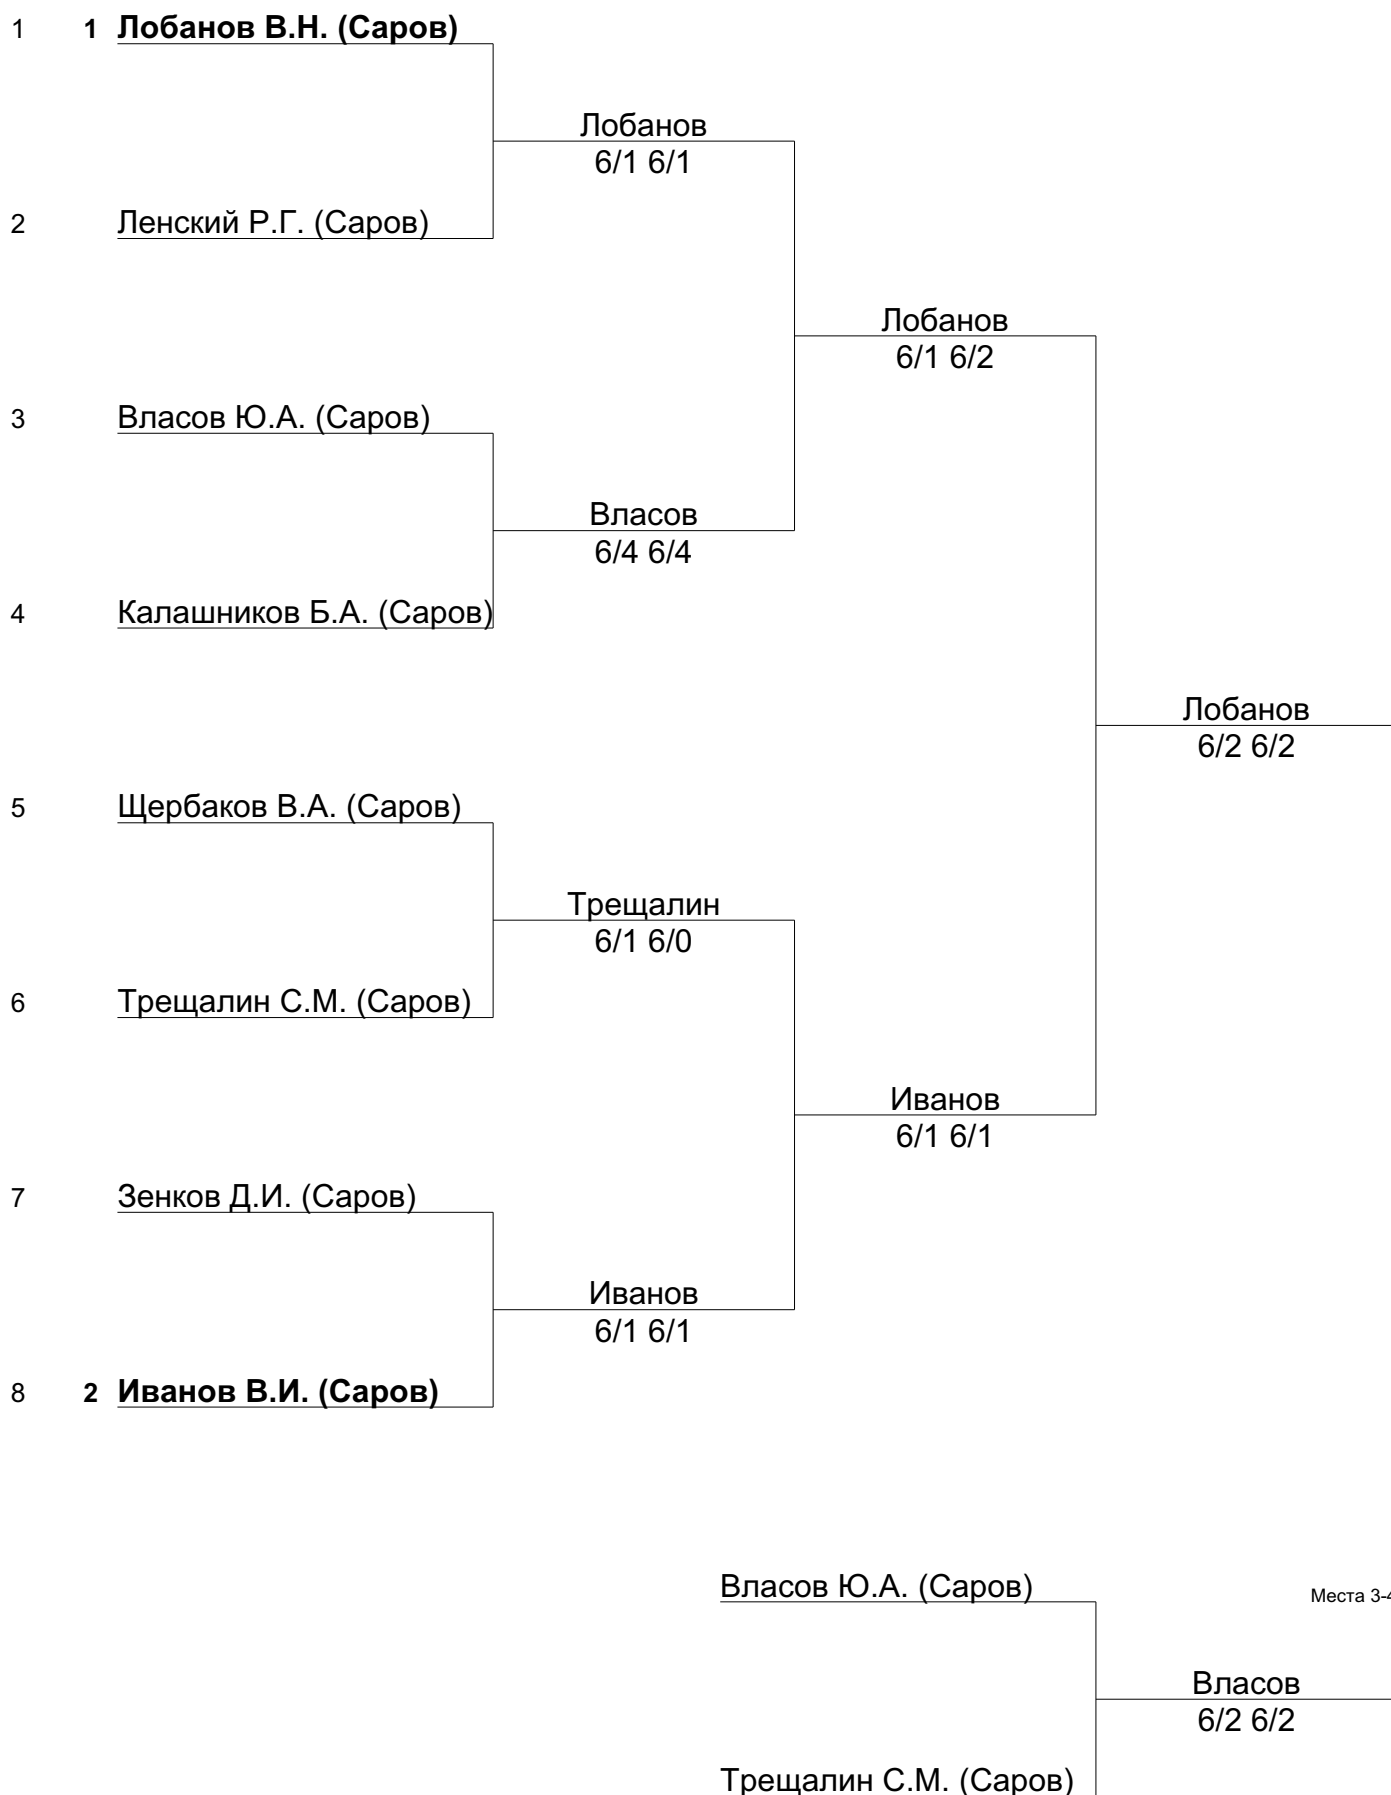 1 1 Лобанов В.Н. (Саров)
Лобанов
6/1 6/1
2 Ленский Р.Г. (Саров)
Лобанов
6/1 6/2
3 Власов Ю.А. (Саров)
Власов
6/4 6/4
4 Калашников Б.А. (Саров)
Лобанов
6/2 6/2
5 Щербаков В.А. (Саров)
Трещалин
6/1 6/0
6 Трещалин С.М. (Саров)
Иванов
6/1 6/1
7 Зенков Д.И. (Саров)
Иванов
6/1 6/1
8 2 Иванов В.И. (Саров)
Власов Ю.А. (Саров)
Места 3-4
Власов
6/2 6/2
Трещалин С.М. (Саров)